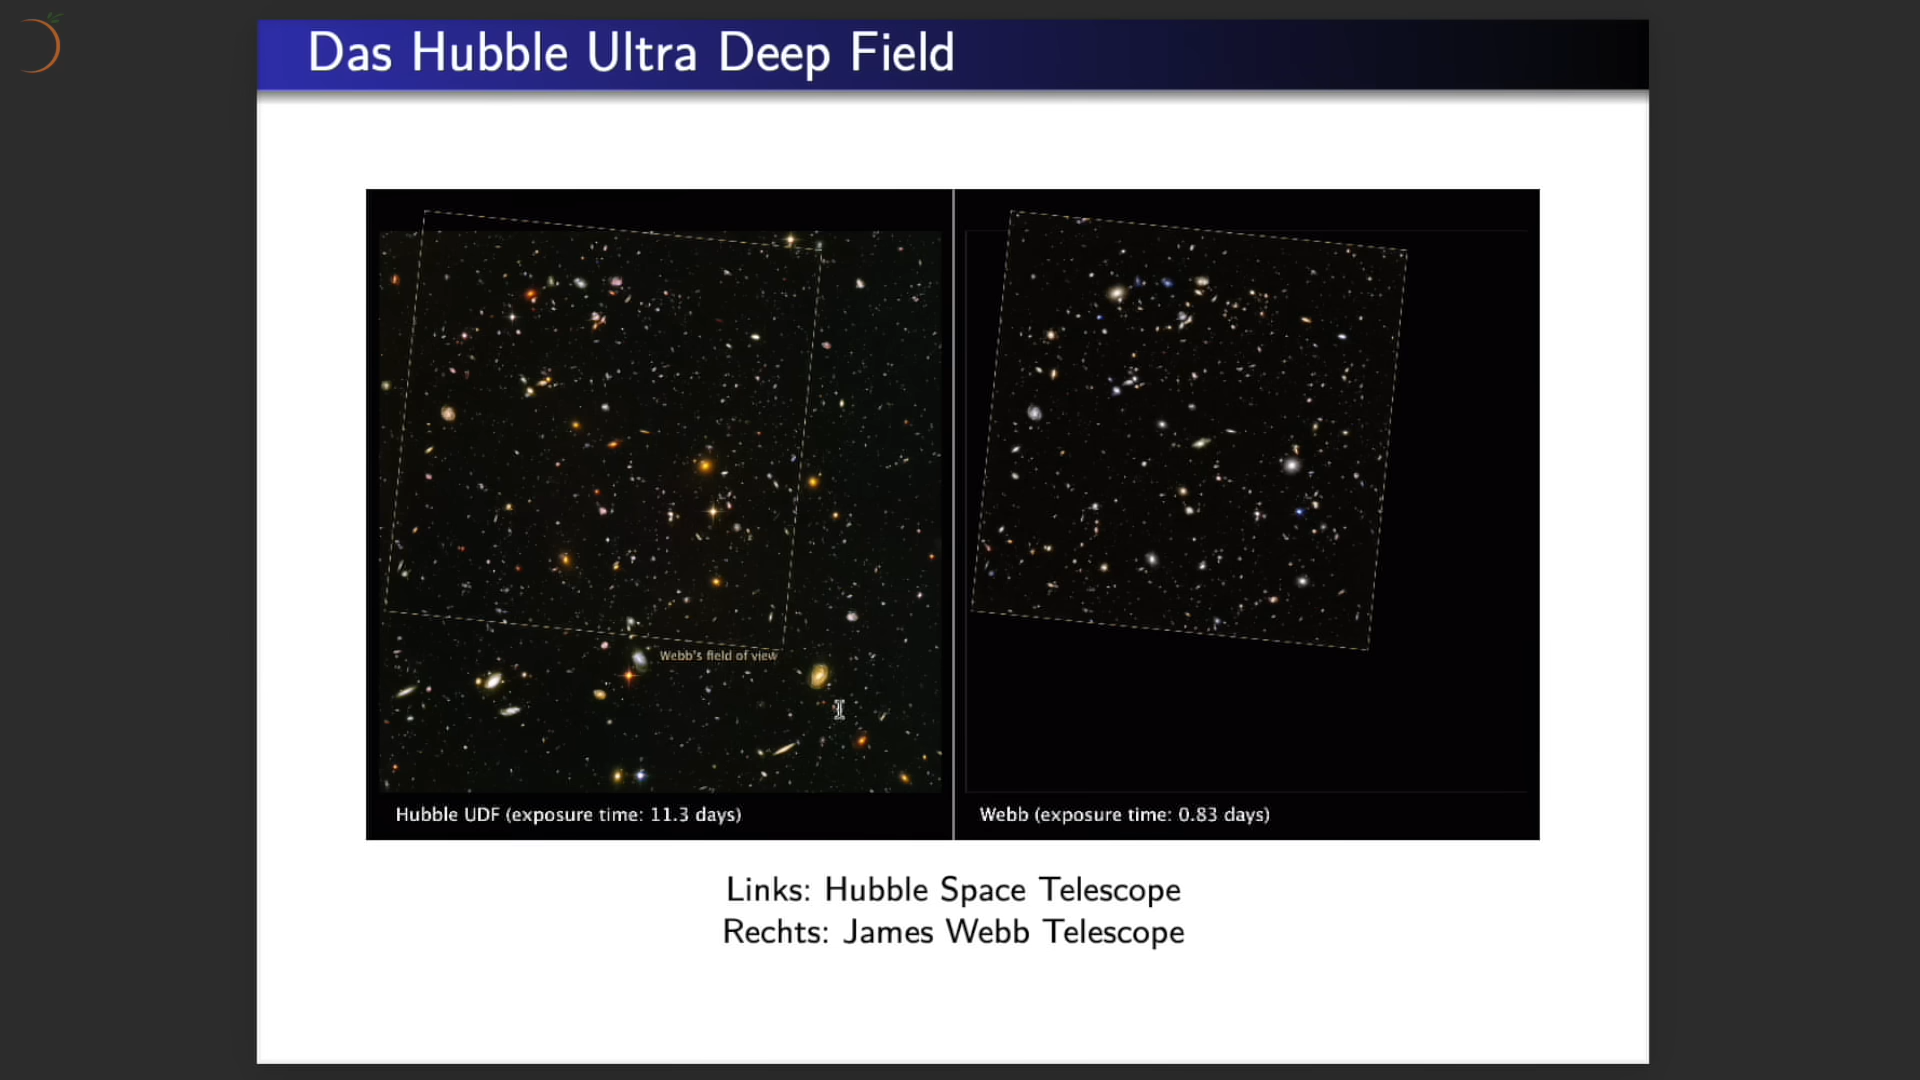 Das Hubble Ultra Deep Field
Webb's field of view
Hubble UDF (exposure time: 11.3 days)
Webb (exposure time: 0.83 days)
Links: Hubble Space Telescope
Rechts: James Webb Telescope